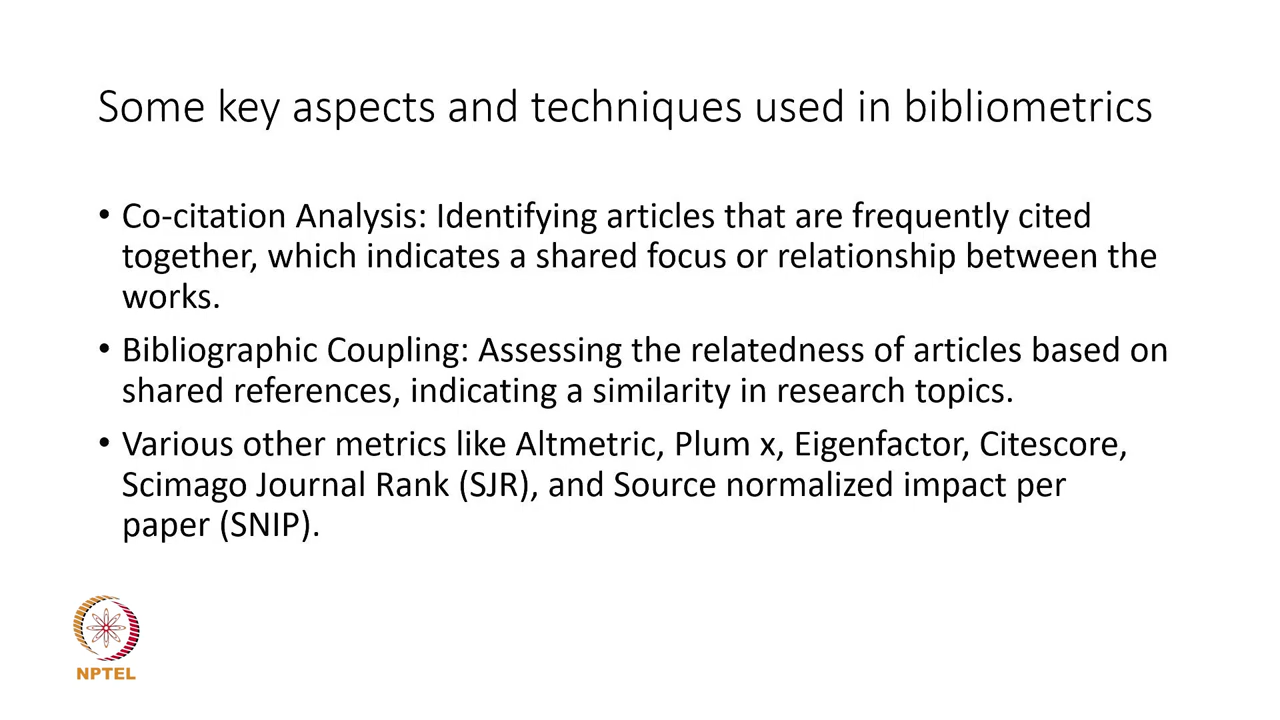 Some key aspects and techniques used in bibliometrics
• Co-citation Analysis: Identifying articles that are frequently cited
together, which indicates a shared focus or relationship between the
works.
• Bibliographic Coupling: Assessing the relatedness of articles based on
shared references, indicating a similarity in research topics.
• Various other metrics like Altmetric, Plum x, Eigenfactor, Citescore,
Scimago Journal Rank (SJR), and Source normalized impact per
paper (SNIP).
NPTEL